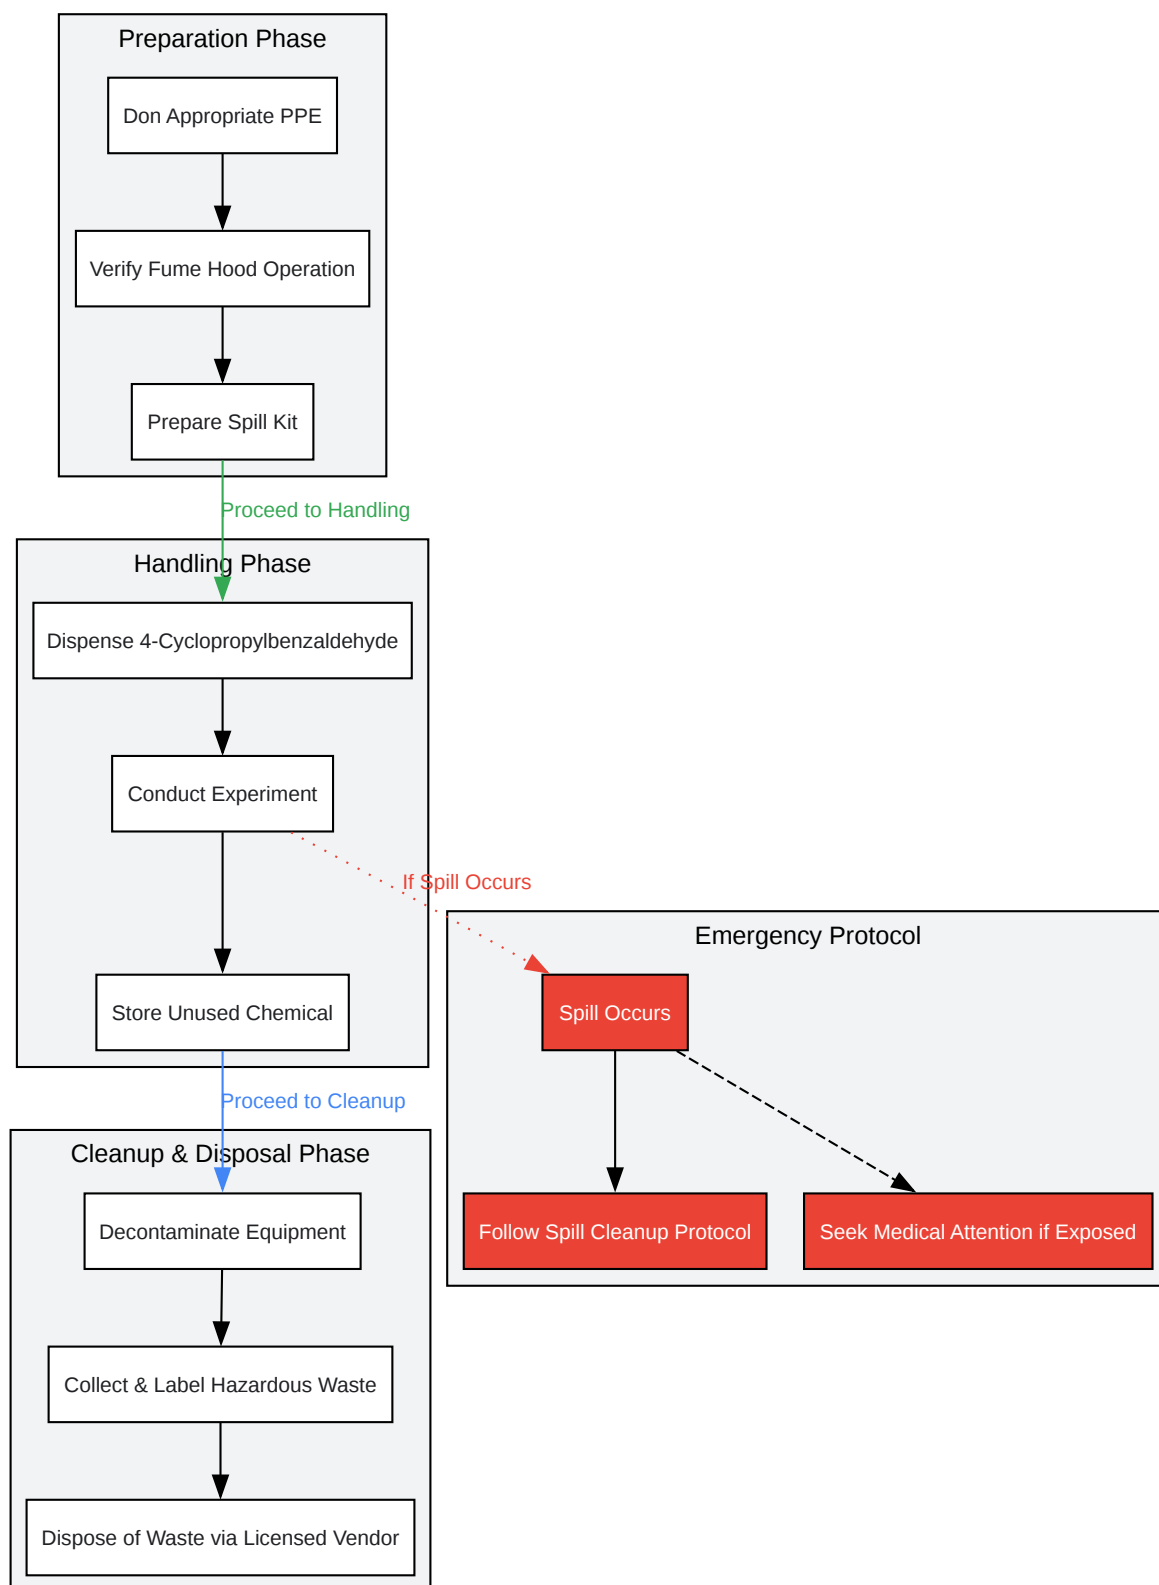 Preparation Phase
Don Appropriate PPE
Verify Fume Hood Operation
Prepare Spill Kit
Proceed to Handling
Handling Phase
Dispense 4-Cyclopropylbenzaldehyde
Conduct Experiment
If Spill Occurs
Store Unused Chemical
Emergency Protocol
Spill Occurs
Follow Spill Cleanup Protocol
Seek Medical Attention if Exposed
Proceed to Cleanup
Cleanup & Disposal Phase
Decontaminate Equipment
Collect & Label Hazardous Waste
Dispose of Waste via Licensed Vendor